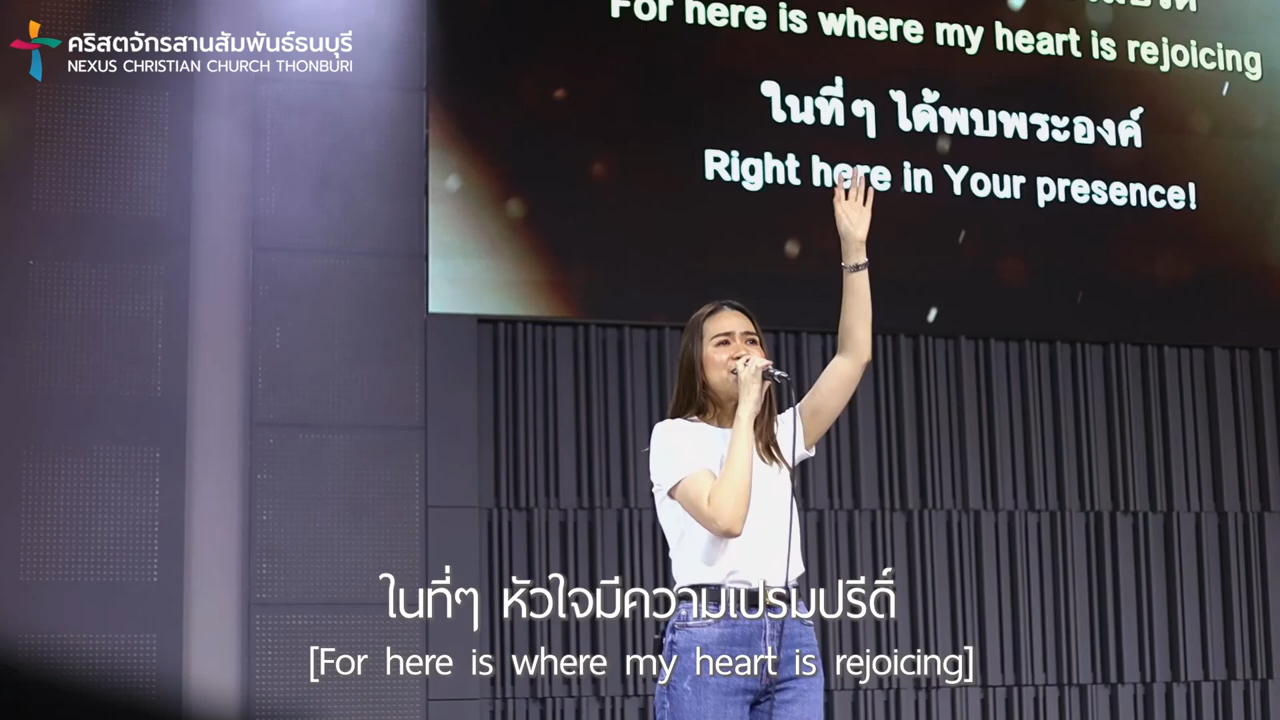 คริสตจักรสานสัมพันธ์ธนบุรี
NEXUS CHRISTIAN CHURCH THONBURI
For here is where my heart is rejoicing
ในที่ๆ ได้พบพระองค์
Right here in Your presence!
ในที่ๆ หัวใจมีความเปรมปรีดิ์
[For here is where my heart is rejoicing]